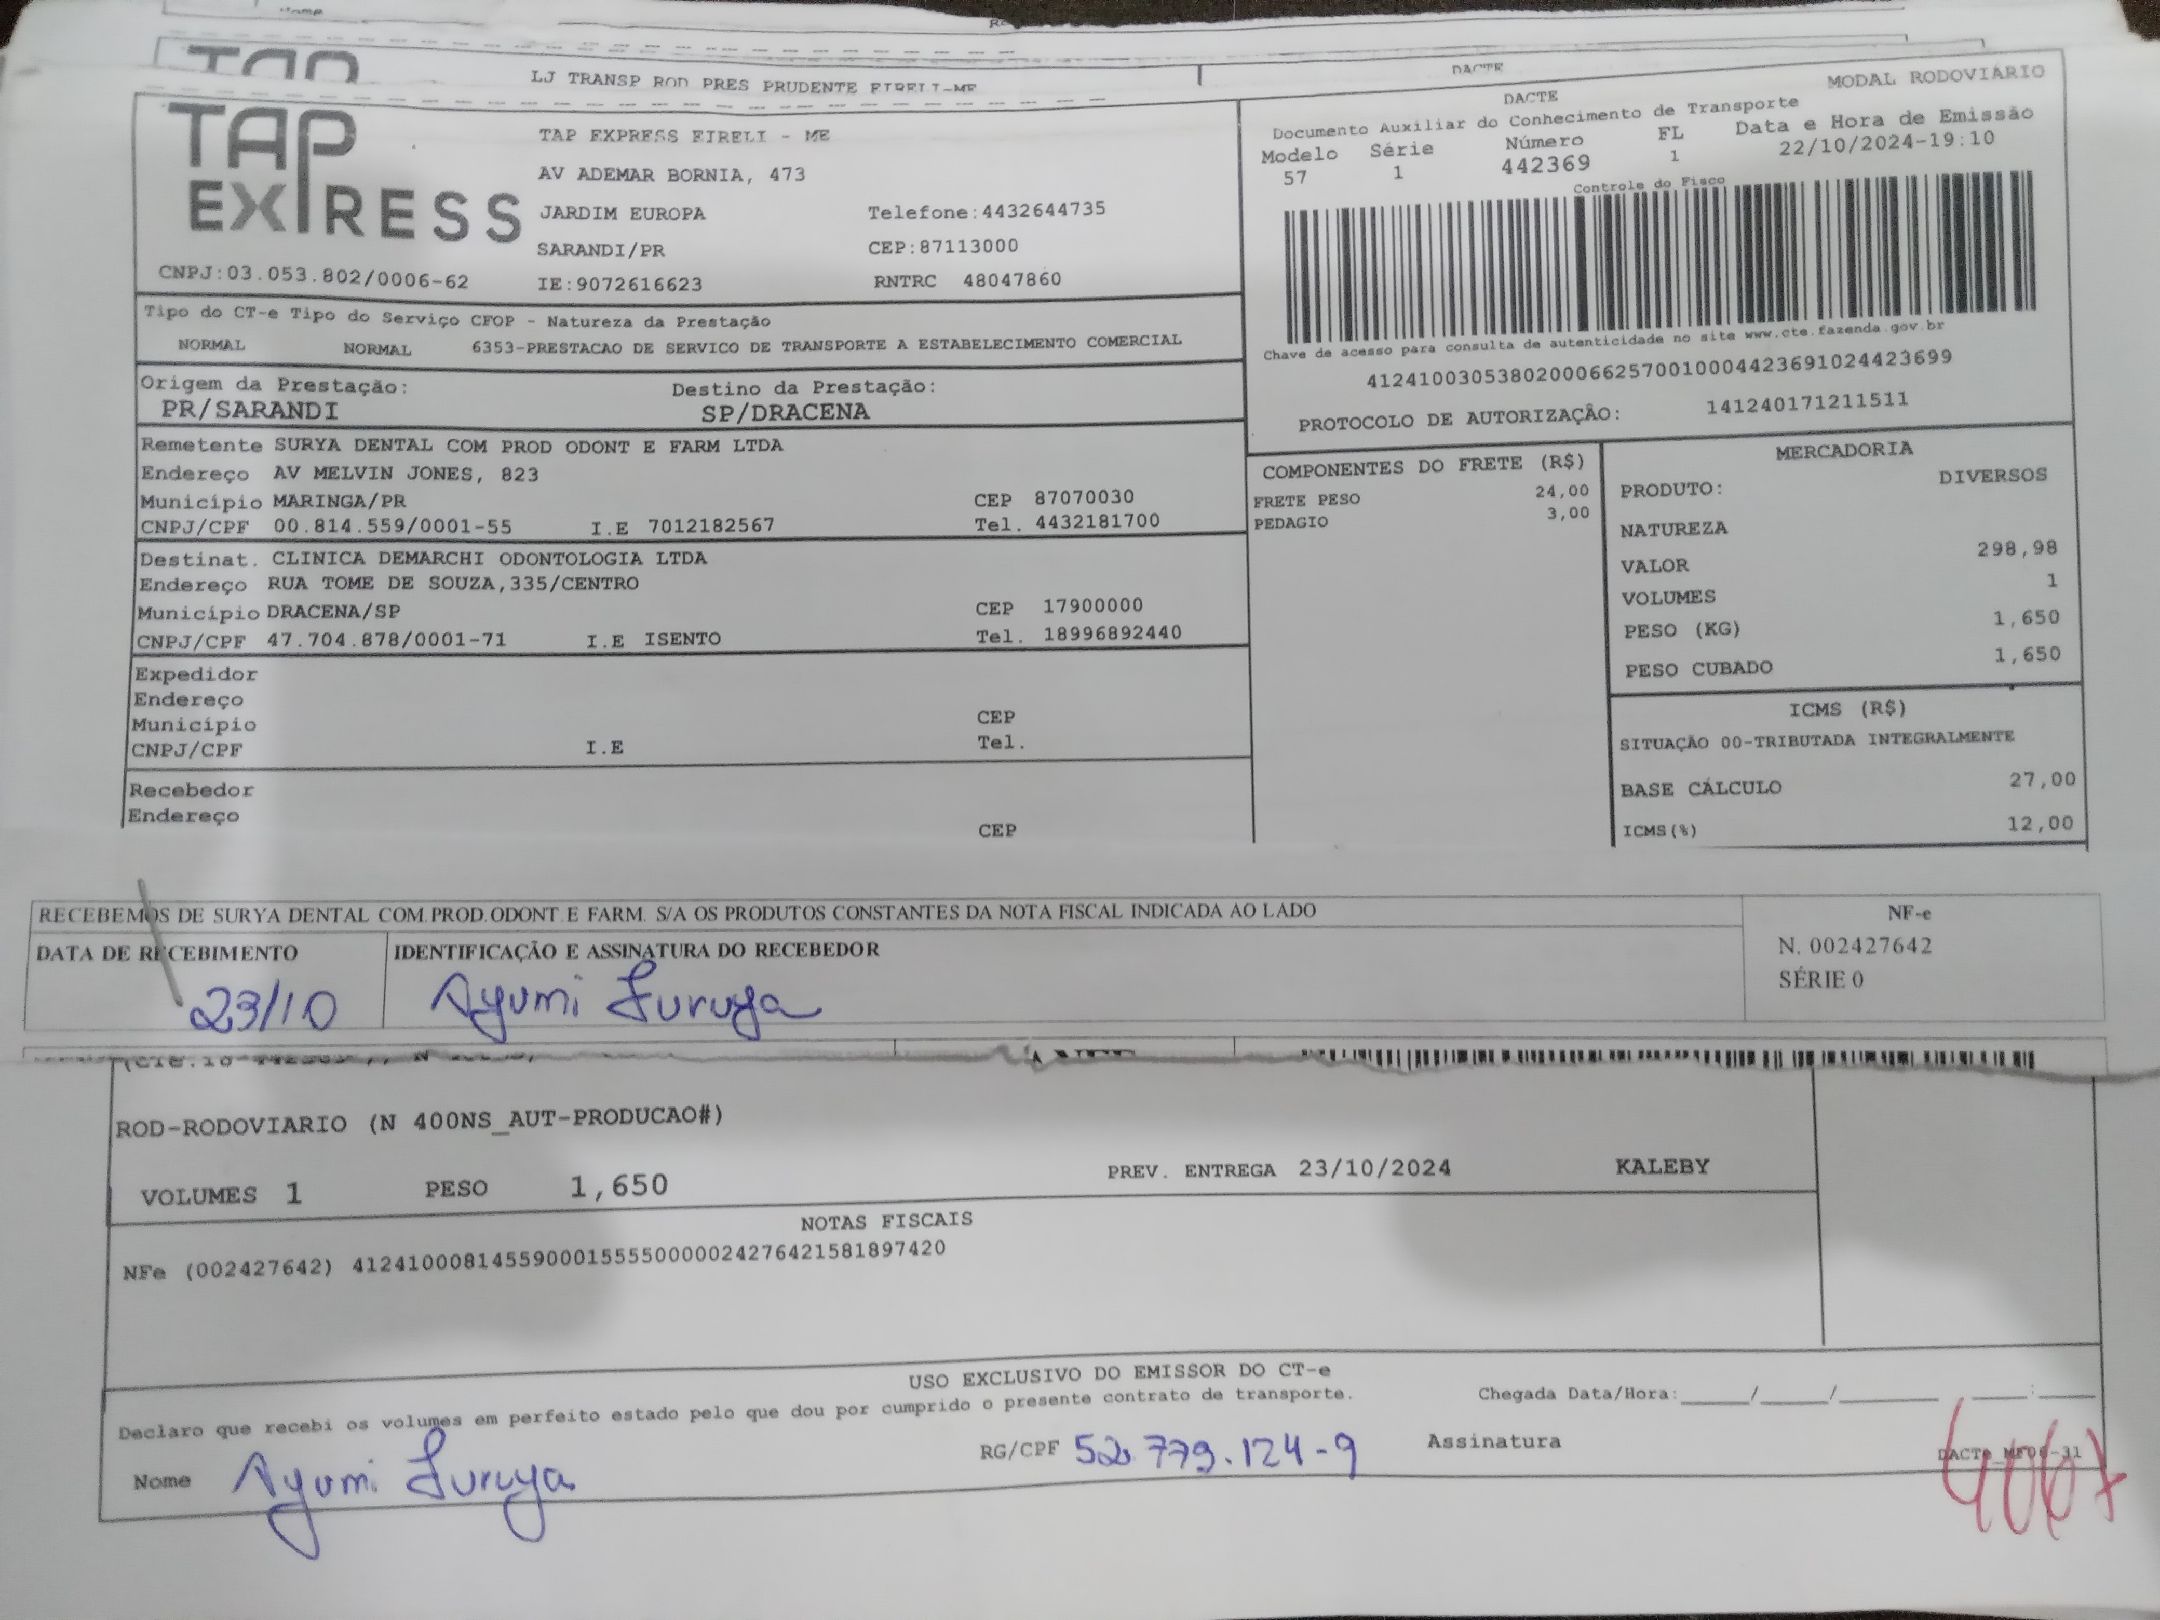 LJ TRANSP ROD PRES PRUDENTE EIRELI-ME
DACTE
TAP EXPRESS
TAP EXPRESS EIRELI - ME
AV ADEMAR BORNIA, 473
JARDIM EUROPA Telefone:4432644735
SARANDI/PR CEP:87113000
CNPJ:03.053.802/0006-62 IE:9072616623 RNTRC 48047860
DACTE MODAL RODOVIÁRIO
Documento Auxiliar do Conhecimento de Transporte
Modelo Série Número FL Data e Hora de Emissão
57 1 442369 1 22/10/2024-19:10
Controle do Fisco
Chave de acesso para consulta de autenticidade no site www.cte.fazenda.gov.br
41241003053802000662570010004423691024423699
PROTOCOLO DE AUTORIZAÇÃO: 141240171211511
Tipo do CT-e Tipo do Serviço CFOP - Natureza da Prestação
NORMAL NORMAL 6353-PRESTACAO DE SERVICO DE TRANSPORTE A ESTABELECIMENTO COMERCIAL
Origem da Prestação: Destino da Prestação:
PR/SARANDI SP/DRACENA
Remetente SURYA DENTAL COM PROD ODONT E FARM LTDA
Endereço AV MELVIN JONES, 823
Município MARINGA/PR CEP 87070030
CNPJ/CPF 00.814.559/0001-55 I.E 7012182567 Tel. 4432181700
Destinat. CLINICA DEMARCHI ODONTOLOGIA LTDA
Endereço RUA TOME DE SOUZA,335/CENTRO
Município DRACENA/SP CEP 17900000
CNPJ/CPF 47.704.878/0001-71 I.E ISENTO Tel. 18996892440
Expedidor
Endereço
Município CEP
CNPJ/CPF I.E Tel.
Recebedor
Endereço
CEP
COMPONENTES DO FRETE (R$)
FRETE PESO 24,00
PEDAGIO 3,00
MERCADORIA
PRODUTO: DIVERSOS
NATUREZA
VALOR 298,98
VOLUMES 1
PESO (KG) 1,650
PESO CUBADO 1,650
ICMS (R$)
SITUAÇÃO 00-TRIBUTADA INTEGRALMENTE
BASE CÁLCULO 27,00
ICMS(%) 12,00
RECEBEMOS DE SURYA DENTAL COM.PROD.ODONT.E FARM. S/A OS PRODUTOS CONSTANTES DA NOTA FISCAL INDICADA AO LADO
NF-e
N. 002427642
SÉRIE 0
DATA DE RECEBIMENTO IDENTIFICAÇÃO E ASSINATURA DO RECEBEDOR
23/10 Ayumi Furuya
ROD-RODOVIARIO (N 400NS_AUT-PRODUCAO#)
VOLUMES 1 PESO 1,650 PREV. ENTREGA 23/10/2024 KALEBY
NOTAS FISCAIS
NFe (002427642) 41241000814559000155550000024276421581897420
USO EXCLUSIVO DO EMISSOR DO CT-e
Declaro que recebi os volumes em perfeito estado pelo que dou por cumprido o presente contrato de transporte. Chegada Data/Hora:____/____/______ ___:___
Nome Ayumi Furuya RG/CPF 52.779.124-9 Assinatura